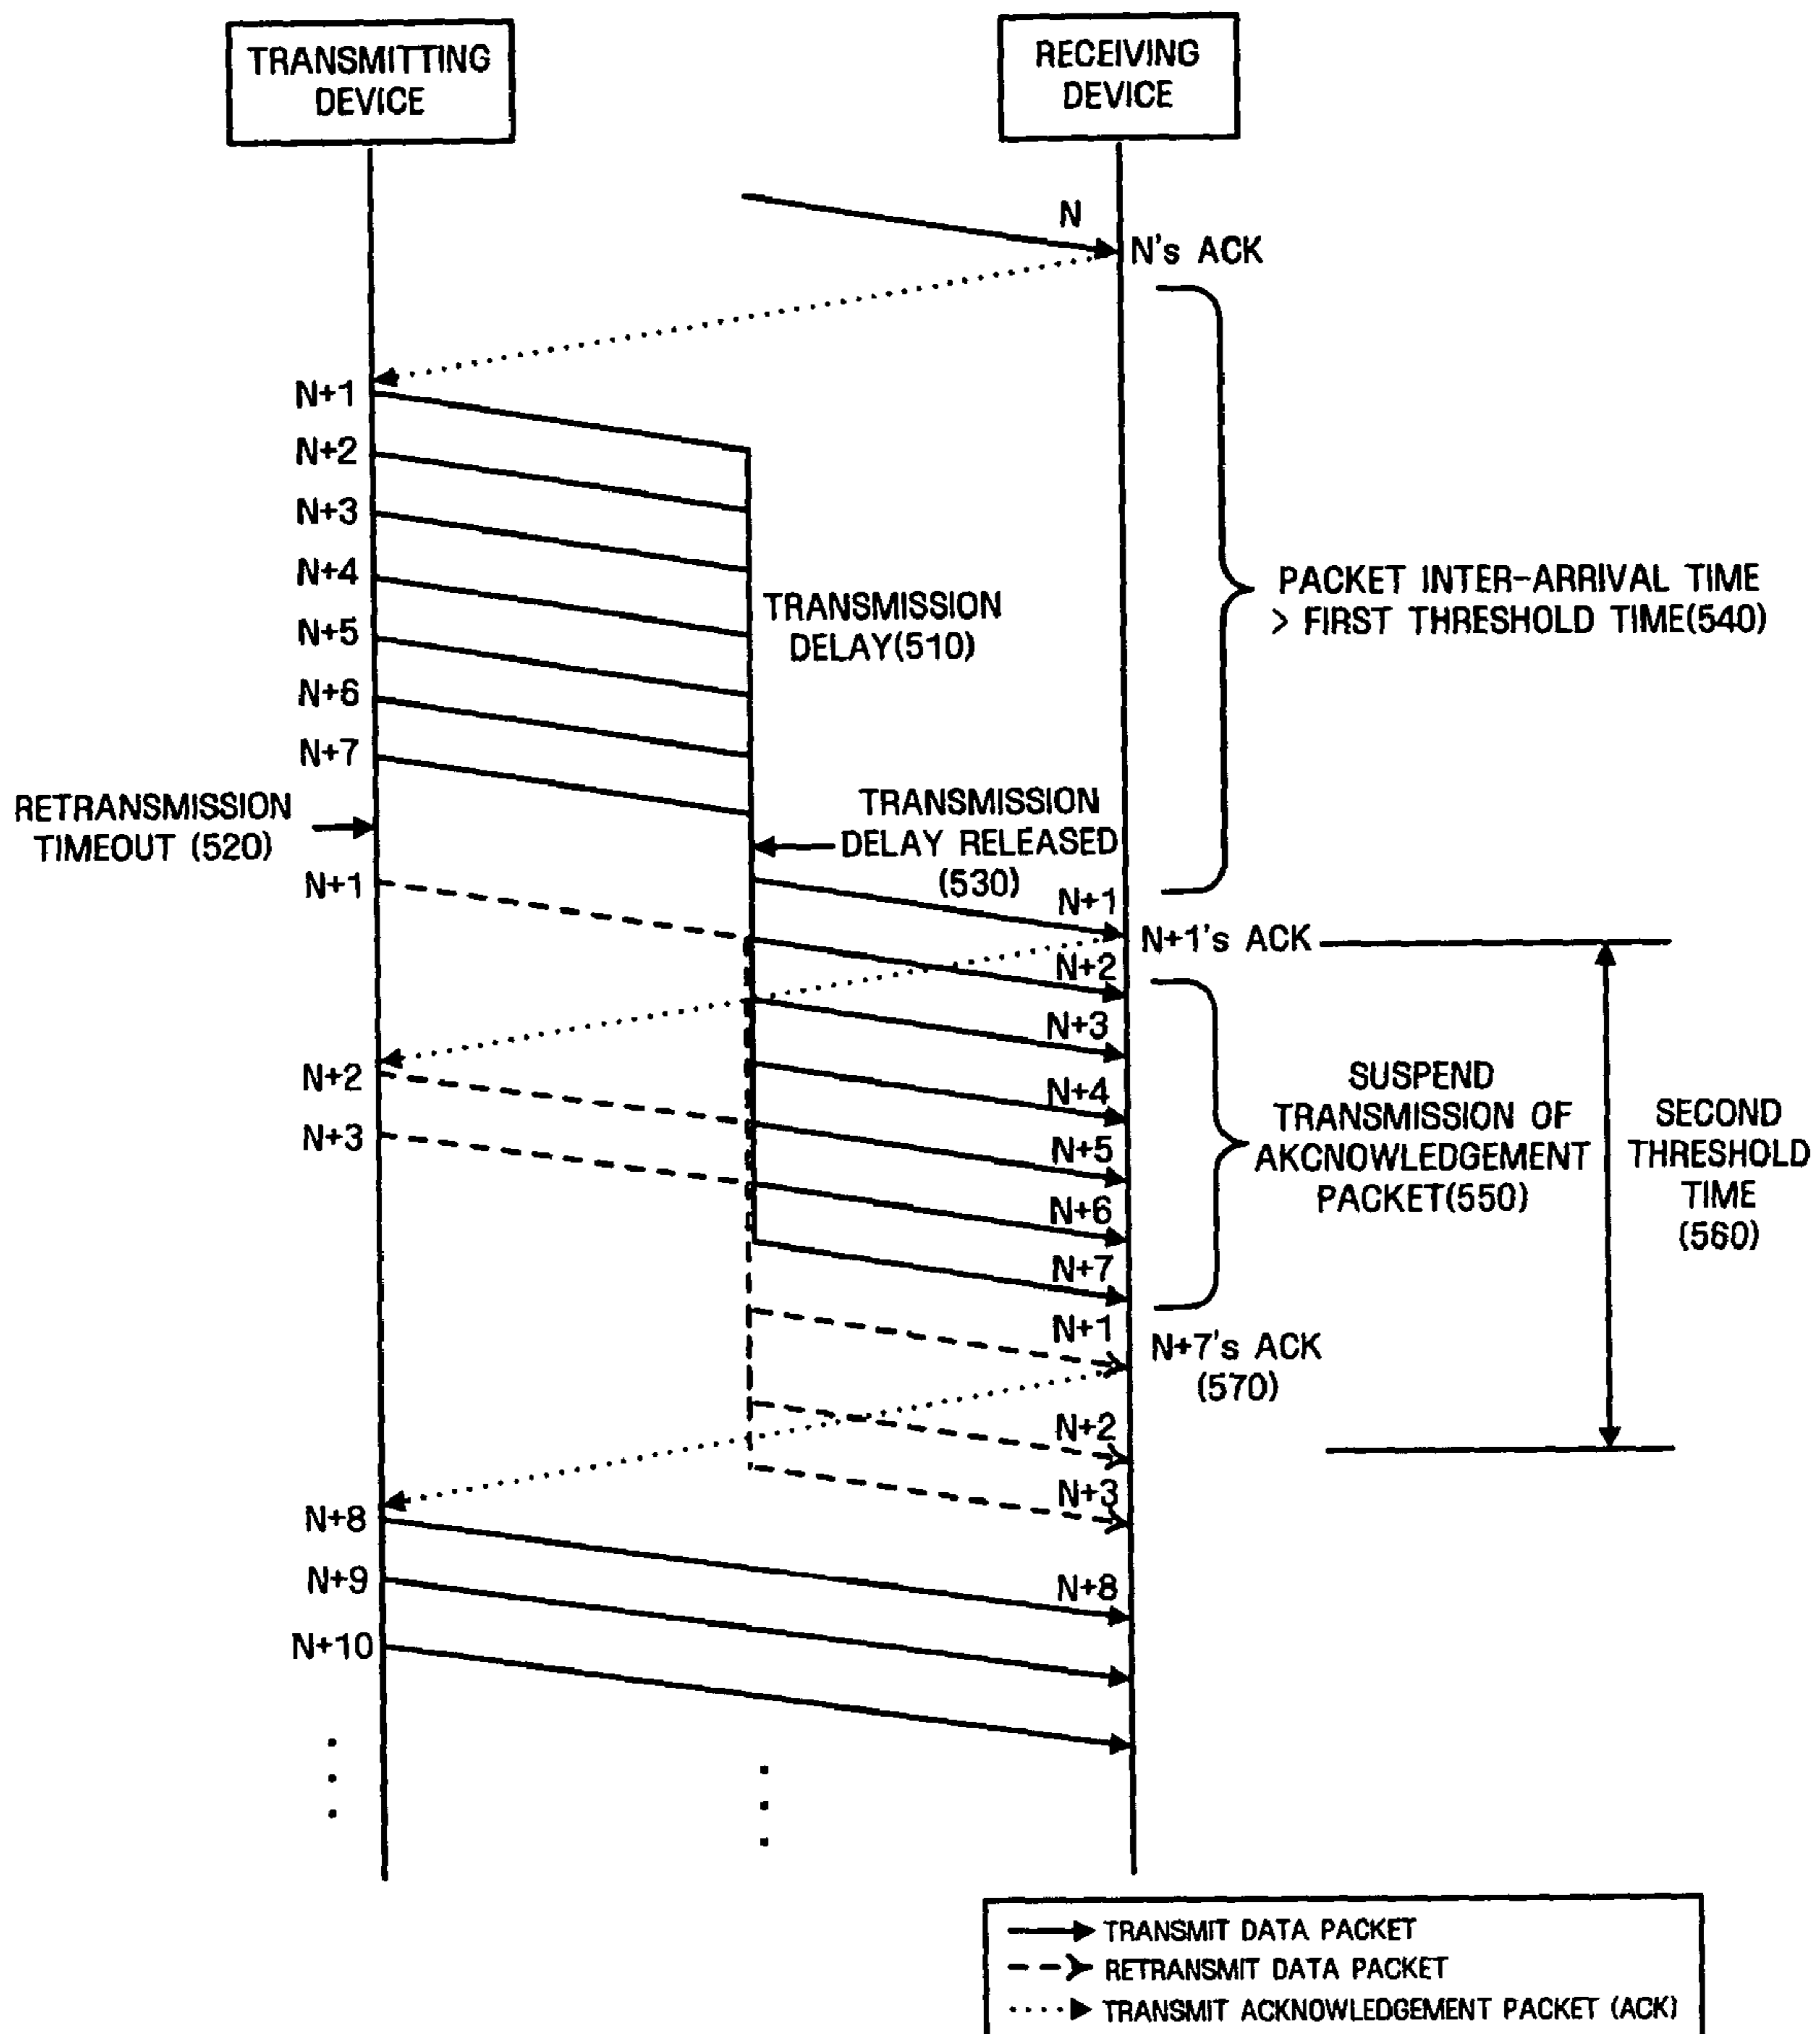 TRANSMITTING
DEVICE
RECEIVING
DEVICE
N
N's ACK
N+1
N+2
N+3
N+4
N+5
N+6
N+7
TRANSMISSION
DELAY(510)
PACKET INTER-ARRIVAL TIME
> FIRST THRESHOLD TIME(540)
RETRANSMISSION
TIMEOUT (520)
TRANSMISSION
DELAY RELEASED
(530)
N+1
N+1
N+1's ACK
N+2
N+3
N+2
N+4
N+3
N+5
N+6
N+7
SUSPEND
TRANSMISSION OF
AKCNOWLEDGEMENT
PACKET(550)
SECOND
THRESHOLD
TIME
(560)
N+1
N+7's ACK
(570)
N+2
N+3
N+8
N+9
N+8
N+10
TRANSMIT DATA PACKET
RETRANSMIT DATA PACKET
TRANSMIT ACKNOWLEDGEMENT PACKET (ACK)